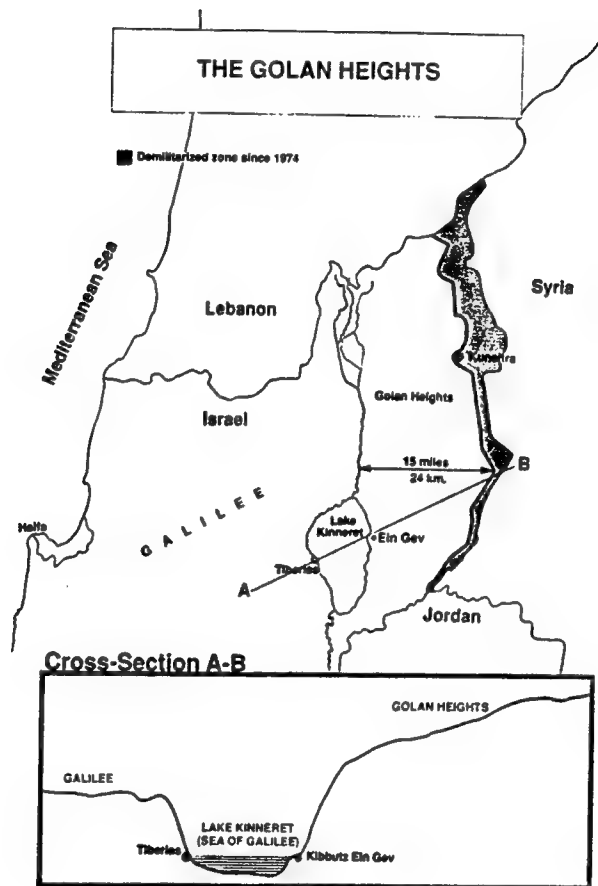 THE GOLAN HEIGHTS
Demilitarized zone since 1974
Mediterranean Sea
Lebanon
Syria
Kuneitra
Golan Heights
Israel
15 miles
24 km.
B
GALILEE
Haifa
Lake
Kinneret
Ein Gev
Tiberias
A
Jordan
Cross-Section A-B
GOLAN HEIGHTS
GALILEE
LAKE KINNERET
(SEA OF GALILEE)
Tiberias
Kibbutz Ein Gev